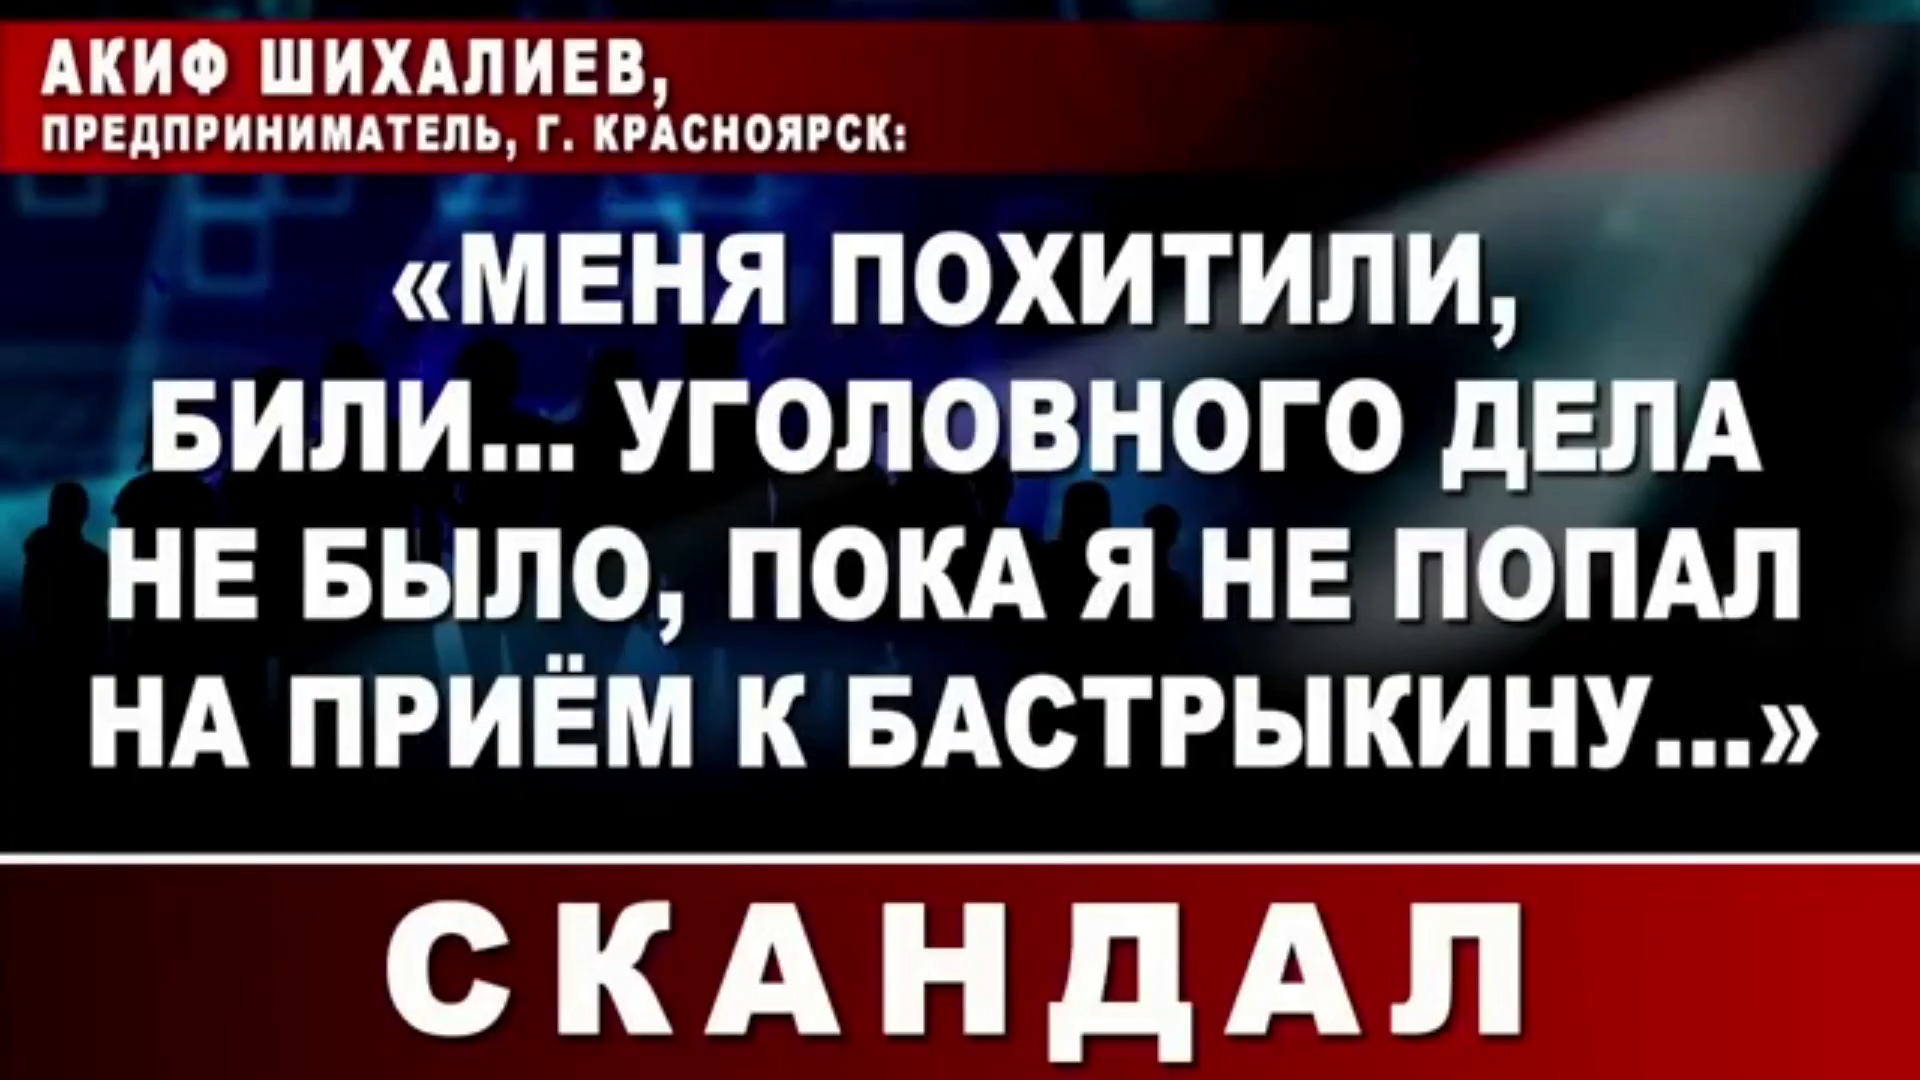 АКИФ ШИХАЛИЕВ,
ПРЕДПРИНИМАТЕЛЬ, Г. КРАСНОЯРСК:
«МЕНЯ ПОХИТИЛИ,
БИЛИ... УГОЛОВНОГО ДЕЛА
НЕ БЫЛО, ПОКА Я НЕ ПОПАЛ
НА ПРИЁМ К БАСТРЫКИНУ...»
СКАНДАЛ